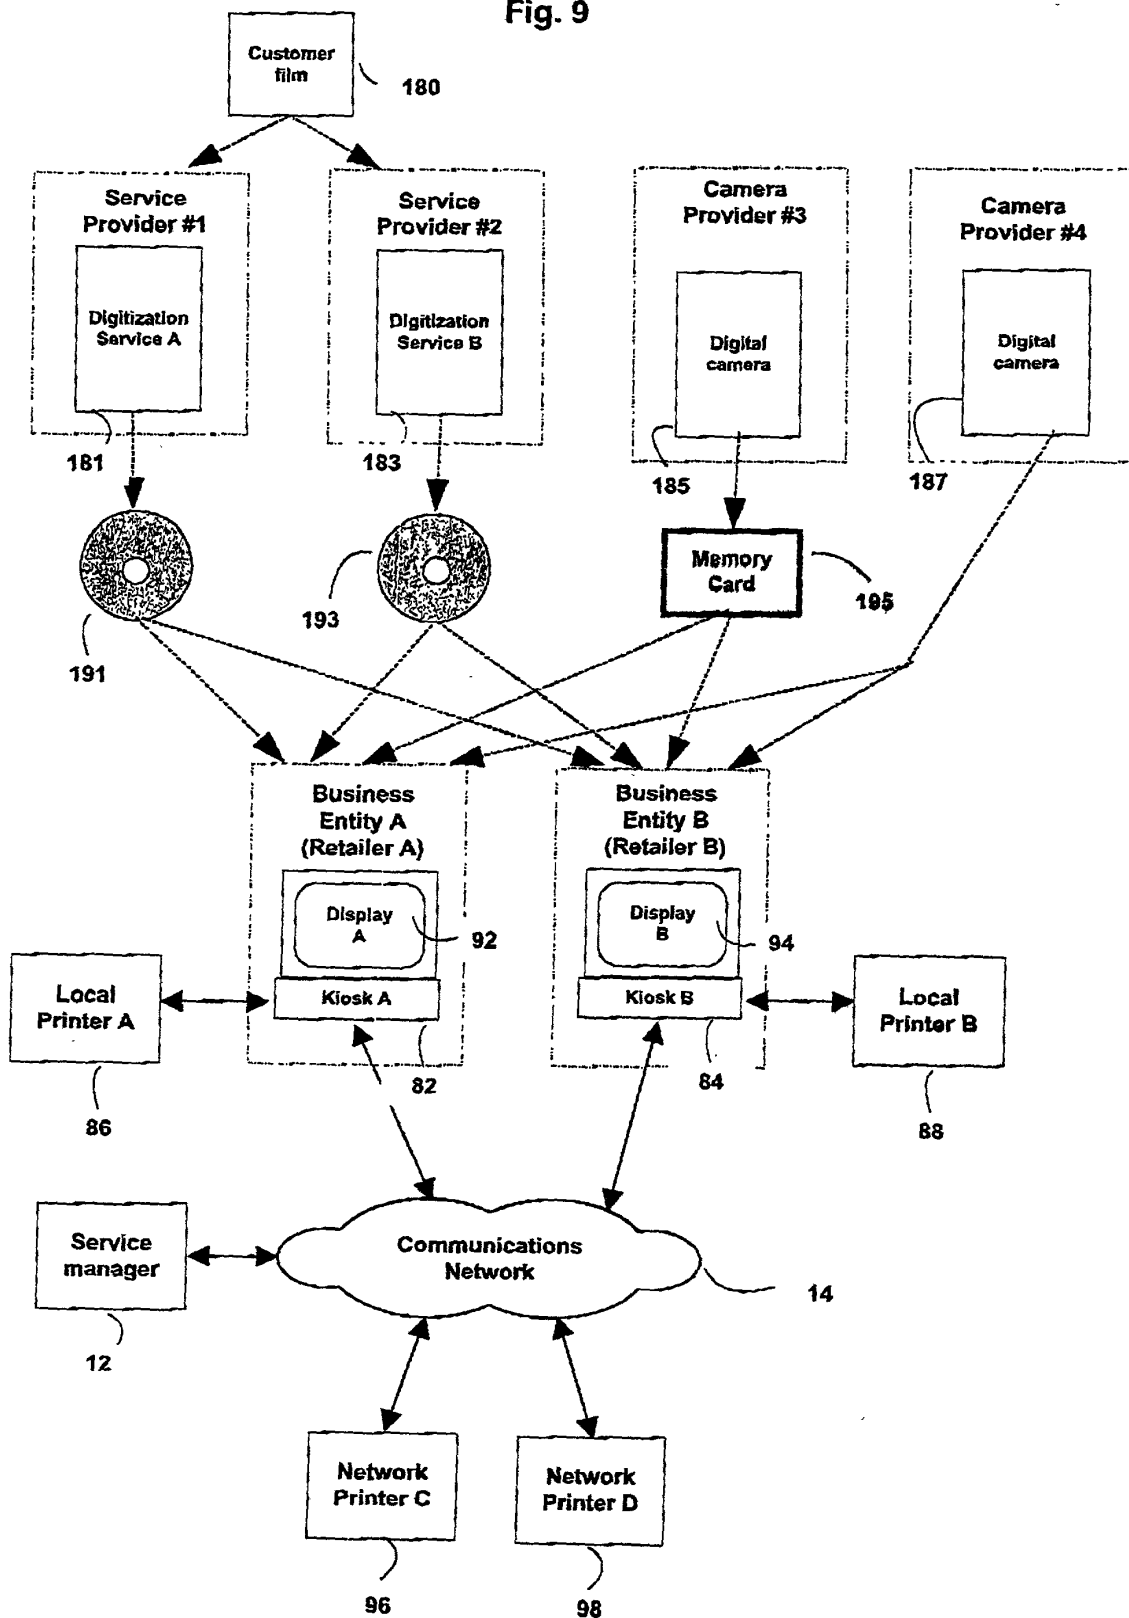 Fig. 9
Customer
film
180
Service
Provider #1
Service
Provider #2
Camera
Provider #3
Camera
Provider #4
Digitization
Service A
Digitization
Service B
Digital
camera
Digital
camera
181
183
185
187
Memory
Card
191
193
195
Business
Entity A
(Retailer A)
Business
Entity B
(Retailer B)
Display
A
92
Display
B
94
Local
Printer A
Kiosk A
Kiosk B
Local
Printer B
86
82
84
88
Service
manager
Communications
Network
14
12
Network
Printer C
Network
Printer D
96
98